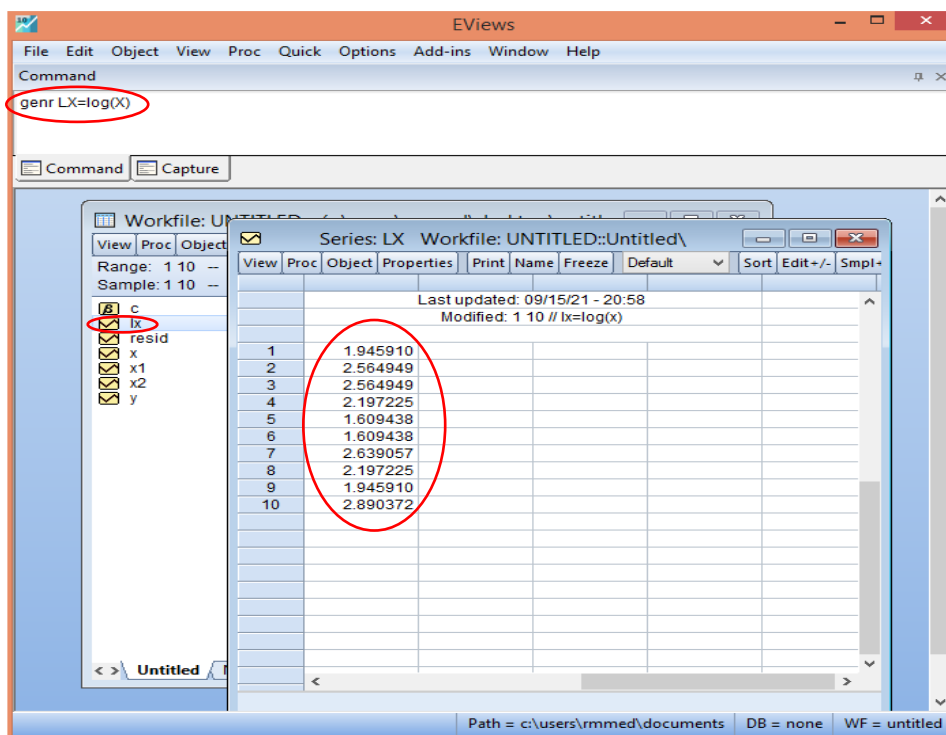 EViews
File Edit Object View Proc Quick Options Add-ins Window Help
Command
genr LX=log(X)
Command Capture
Workfile:
View Proc Object
Range: 1 10 --
Sample: 1 10 --
c
lx
resid
x
x1
x2
y
Untitled
Series: LX Workfile: UNTITLED::Untitled\
View Proc Object Properties Print Name Freeze Default Sort Edit+/- Smpl+
Last updated: 09/15/21 - 20:58
Modified: 1 10 // lx=log(x)
1 1.945910
2 2.564949
3 2.564949
4 2.197225
5 1.609438
6 1.609438
7 2.639057
8 2.197225
9 1.945910
10 2.890372
Path = c:\users\rmmed\documents DB = none WF = untitled